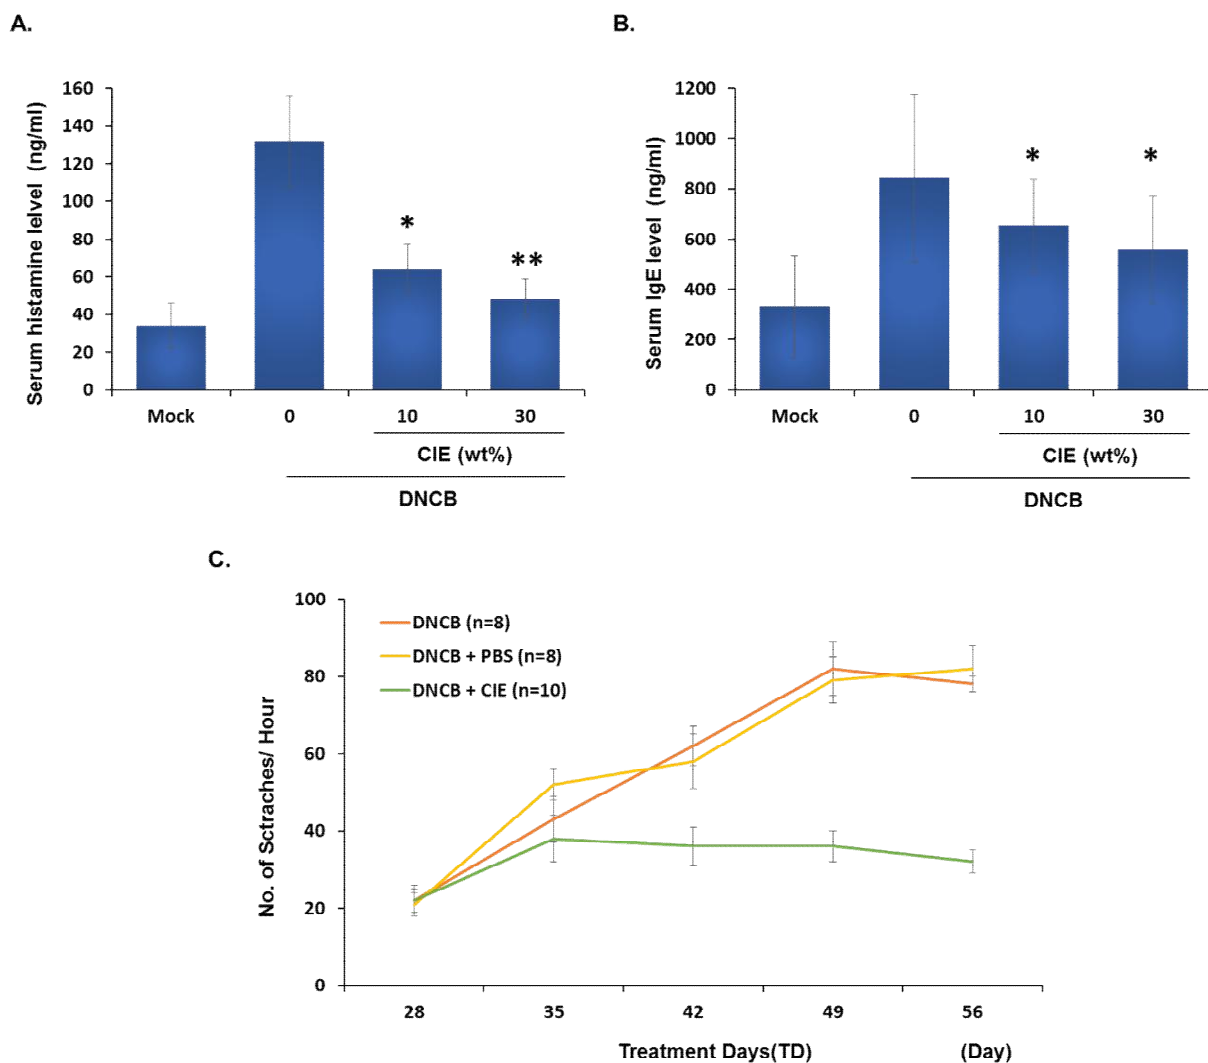 A.
160
140
120
100
80
60
40
20
0
Serum histamine lelvel (ng/ml)
*
**
Mock 0 10 30
CIE (wt%)
DNCB
B.
1200
1000
800
600
400
200
0
Serum IgE level (ng/ml)
*
*
Mock 0 10 30
CIE (wt%)
DNCB
C.
100
80
60
40
20
0
No. of Sctraches/ Hour
DNCB (n=8)
DNCB + PBS (n=8)
DNCB + CIE (n=10)
28 35 42 49 56
Treatment Days(TD) (Day)